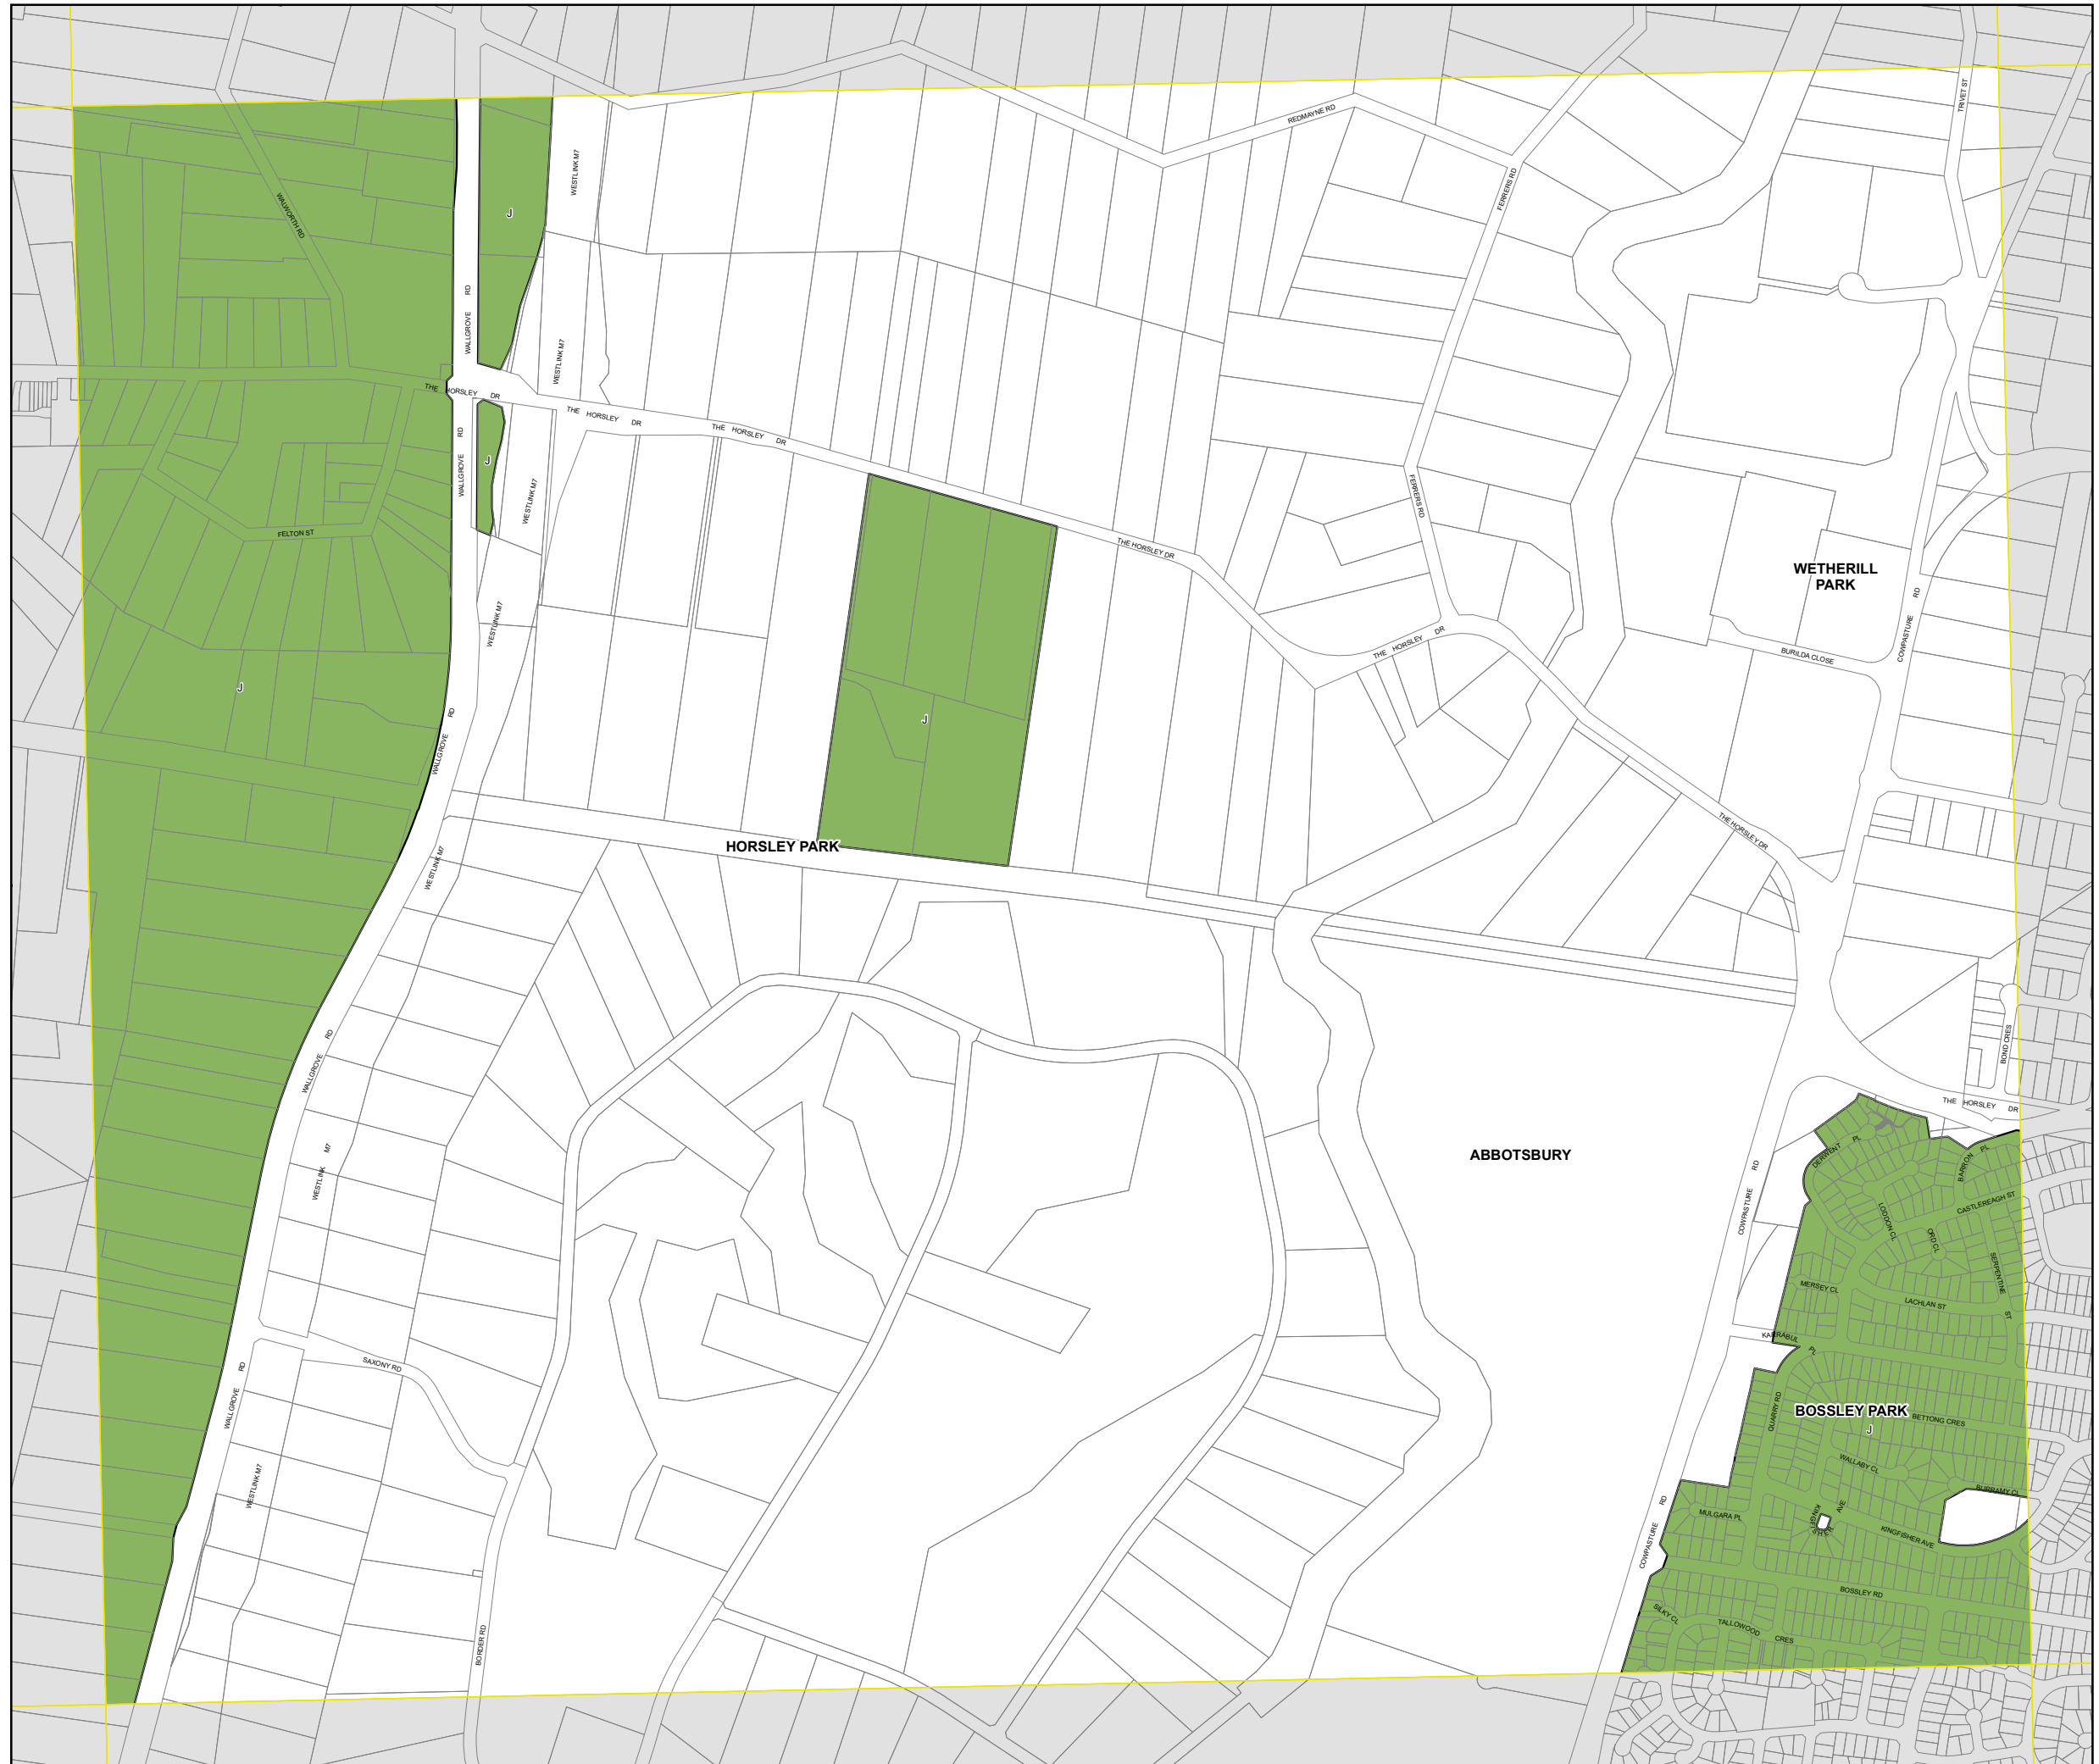 TRIVET ST
REDMAYNE RD
WESTLINK M7
FERRERS RD
WALWORTH RD
J
WALLGROVE RD
WESTLINK M7
THE HORSLEY DR
THE HORSLEY DR
THE HORSLEY DR
WALLGROVE RD
J
WESTLINK M7
FERRERS RD
FELTON ST
THE HORSLEY DR
WETHERILL
PARK
COWPASTURE RD
WESTLINK M7
THE HORSLEY DR
BURILDA CLOSE
J
J
WALLGROVE RD
THE HORSLEY DR
HORSLEY PARK
WESTLINK M7
WALLGROVE RD
BOND CRES
THE HORSLEY DR
DERWENT PL
BARRON PL
ABBOTSBURY
WESTLINK M7
COWPASTURE RD
CASTLEREAGH ST
LODDON CL
ORD CL
SERPENTINE ST
MERSEY CL
LACHLAN ST
KARRABUL PL
SAXONY RD
WALLGROVE RD
QUARRY RD
BOSSLEY PARK
BETTONG CRES
J
WALLABY CL
WESTLINK M7
BURRAMY CL
MULGARA PL
KINGFISHER AVE
KINGFISHER AVE
COWPASTURE RD
BOSSLEY RD
SILKY CL
TALLOWOOD CRES
BORDER RD